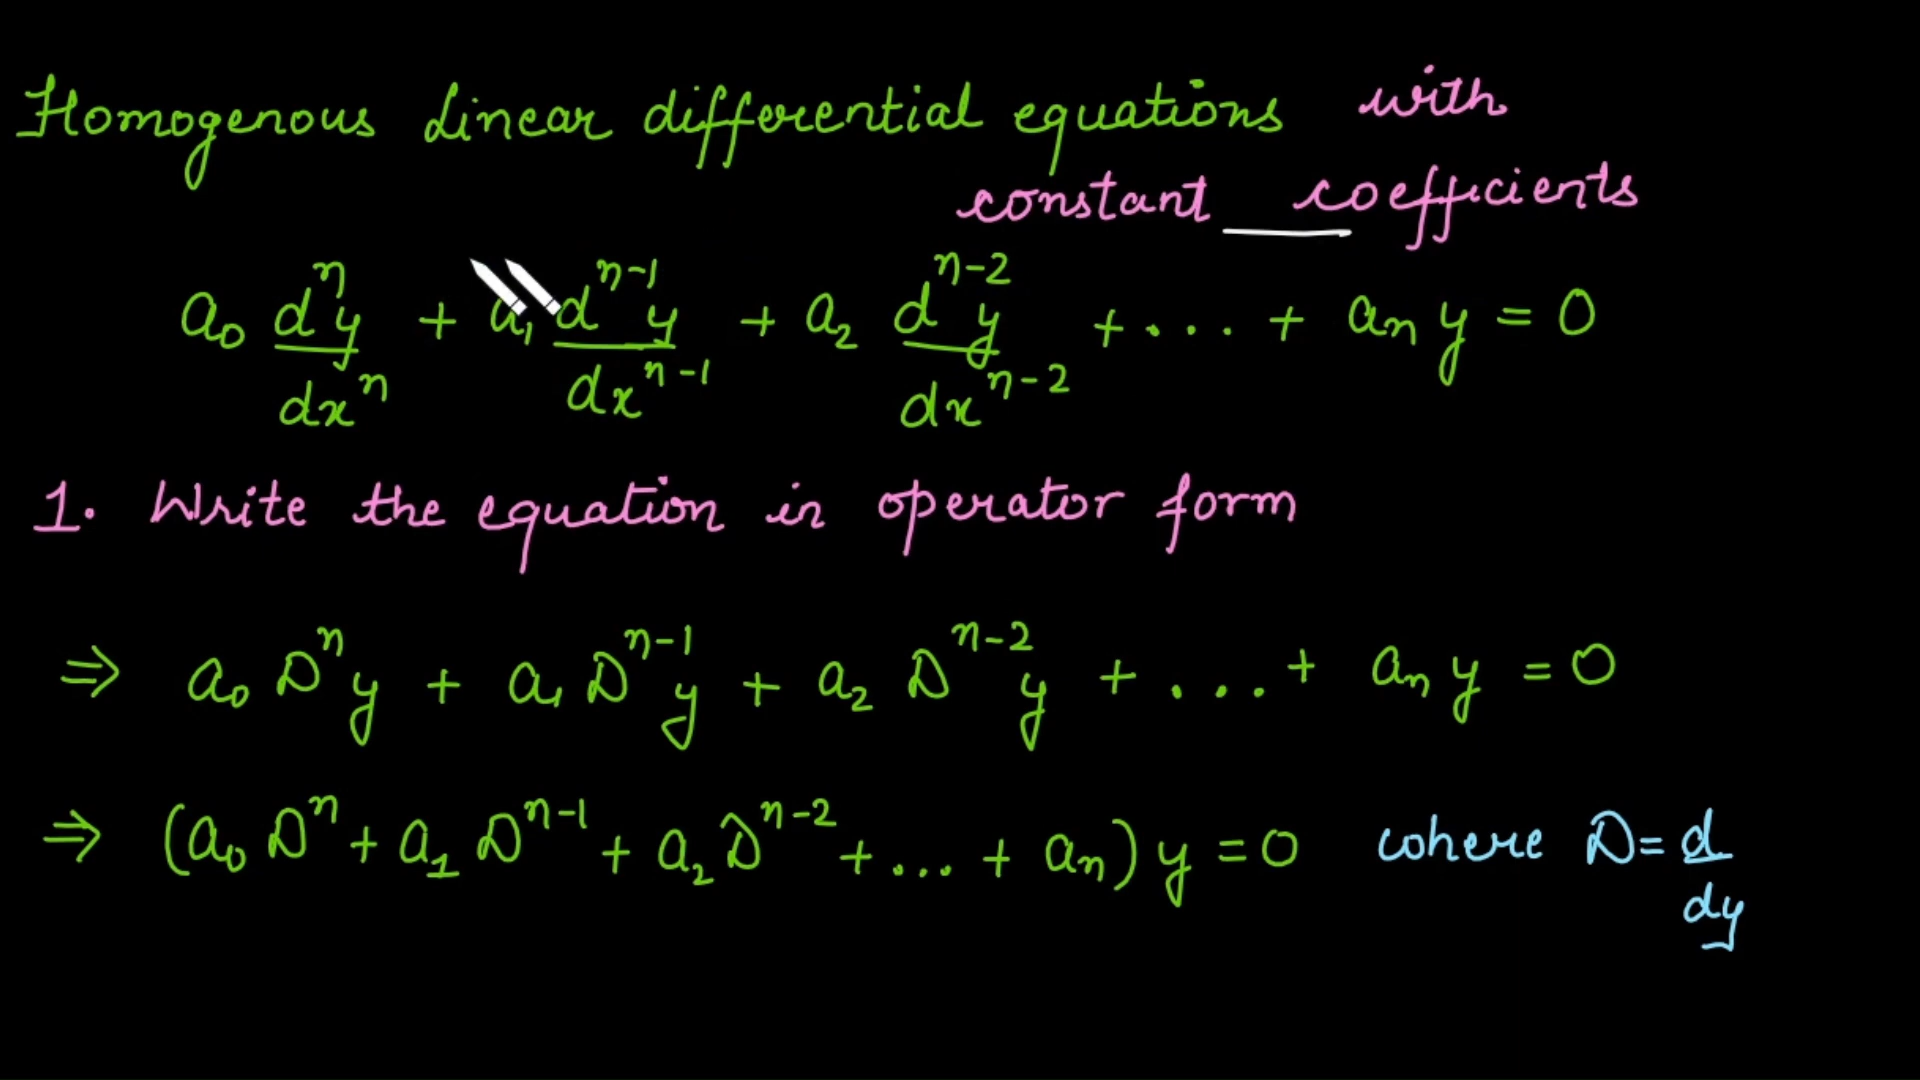 Homogenous Linear differential equations with
constant coefficients
a₀ dⁿy/dxⁿ + a₁ dⁿ⁻¹y/dxⁿ⁻¹ + a₂ dⁿ⁻²y/dxⁿ⁻² + ... + aₙ y = 0
1. Write the equation in operator form
⇒ a₀ Dⁿy + a₁ Dⁿ⁻¹y + a₂ Dⁿ⁻²y + ... + aₙ y = 0
⇒ (a₀ Dⁿ + a₁ Dⁿ⁻¹ + a₂ Dⁿ⁻² + ... + aₙ) y = 0 where D = d/dy